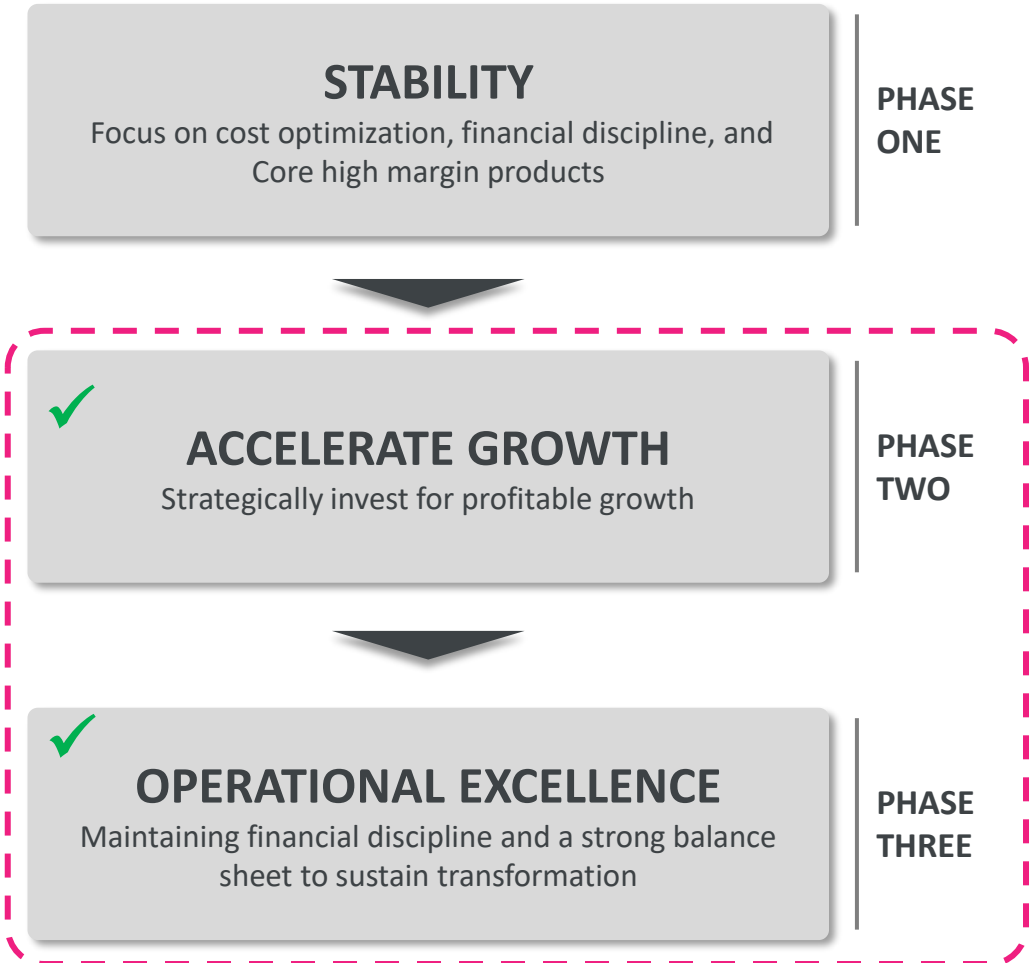 STABILITY
Focus on cost optimization, financial discipline, and
Core high margin products
PHASE
ONE
ACCELERATE GROWTH
Strategically invest for profitable growth
PHASE
TWO
OPERATIONAL EXCELLENCE
Maintaining financial discipline and a strong balance
sheet to sustain transformation
PHASE
THREE